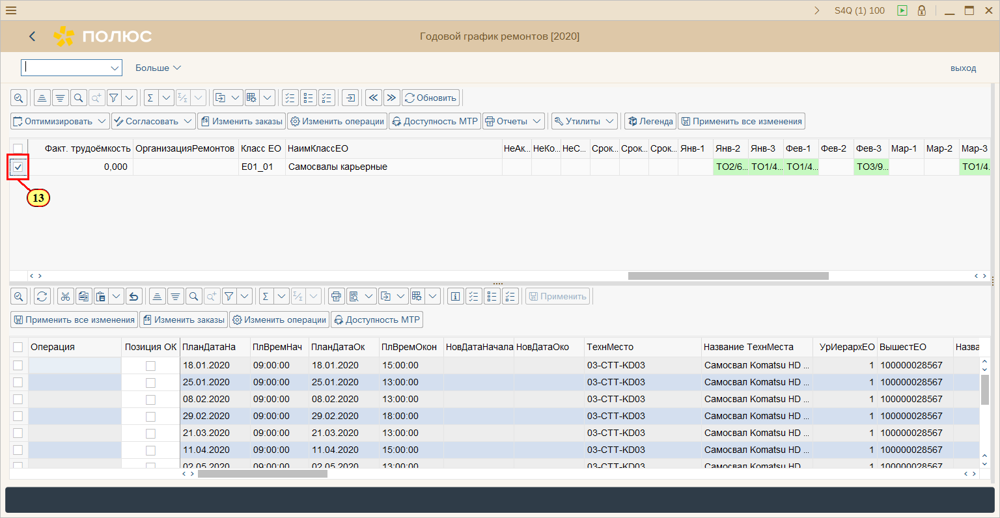 S4Q (1) 100
ПОЛЮС
Годовой график ремонтов [2020]
Больше
выход
Обновить
Оптимизировать Согласовать Изменить заказы Изменить операции Доступность МТР Отчеты Утилиты Легенда Применить все изменения
Факт. трудоёмкость ОрганизацияРемонтов Класс ЕО НаимКлассЕО НеАк... НеКо... НеС... Срок... Срок... Срок... Янв-1 Янв-2 Янв-3 Фев-1 Фев-2 Фев-3 Мар-1 Мар-2 Мар-3
0,000 E01_01 Самосвалы карьерные ТО2/6... ТО1/4... ТО1/4... ТО3/9... ТО1/4...
13
Применить
Применить все изменения Изменить заказы Изменить операции Доступность МТР
Операция Позиция ОК ПланДатаНа ПлВремНач ПланДатаОк ПлВремОкон НовДатаНачала НовДатаОко ТехнМесто Название ТехнМеста УрИерархЕО ВышестЕО Назва
18.01.2020 09:00:00 18.01.2020 15:00:00 03-CTT-KD03 Самосвал Komatsu HD ... 1 100000028567
25.01.2020 09:00:00 25.01.2020 13:00:00 03-CTT-KD03 Самосвал Komatsu HD ... 1 100000028567
08.02.2020 09:00:00 08.02.2020 13:00:00 03-CTT-KD03 Самосвал Komatsu HD ... 1 100000028567
29.02.2020 09:00:00 29.02.2020 18:00:00 03-CTT-KD03 Самосвал Komatsu HD ... 1 100000028567
21.03.2020 09:00:00 21.03.2020 13:00:00 03-CTT-KD03 Самосвал Komatsu HD ... 1 100000028567
11.04.2020 09:00:00 11.04.2020 15:00:00 03-CTT-KD03 Самосвал Komatsu HD ... 1 100000028567
02.05.2020 09:00:00 02.05.2020 13:00:00 03-CTT-KD03 Самосвал Komatsu HD 1 100000028567